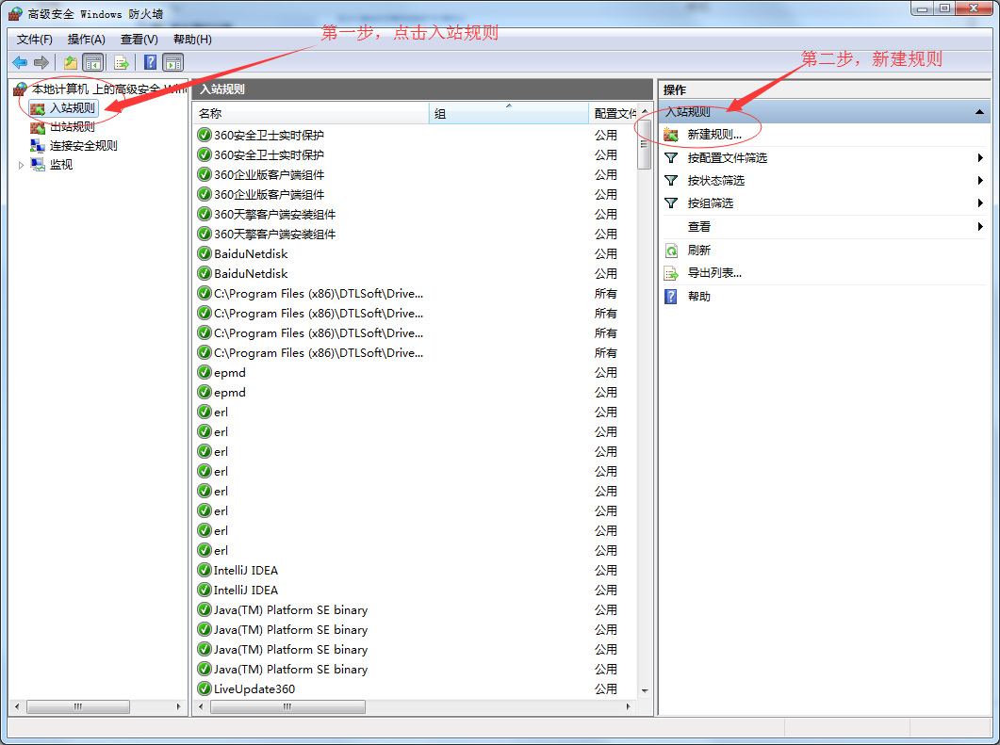 高级安全 Windows 防火墙
文件(F) 操作(A) 查看(V) 帮助(H)
第一步，点击入站规则
第二步，新建规则
本地计算机 上的高级安全 Win
入站规则
出站规则
连接安全规则
监视
入站规则
名称 组 配置文件
360安全卫士实时保护 公用
360安全卫士实时保护 公用
360企业版客户端组件 公用
360企业版客户端组件 公用
360天擎客户端安装组件 公用
360天擎客户端安装组件 公用
BaiduNetdisk 公用
BaiduNetdisk 公用
C:\Program Files (x86)\DTLSoft\Drive... 所有
C:\Program Files (x86)\DTLSoft\Drive... 所有
C:\Program Files (x86)\DTLSoft\Drive... 所有
C:\Program Files (x86)\DTLSoft\Drive... 所有
epmd 公用
epmd 公用
erl 公用
erl 公用
erl 公用
erl 公用
erl 公用
erl 公用
erl 公用
erl 公用
IntelliJ IDEA 公用
IntelliJ IDEA 公用
Java(TM) Platform SE binary 公用
Java(TM) Platform SE binary 公用
Java(TM) Platform SE binary 公用
Java(TM) Platform SE binary 公用
LiveUpdate360 公用
操作
入站规则
新建规则...
按配置文件筛选
按状态筛选
按组筛选
查看
刷新
导出列表...
帮助